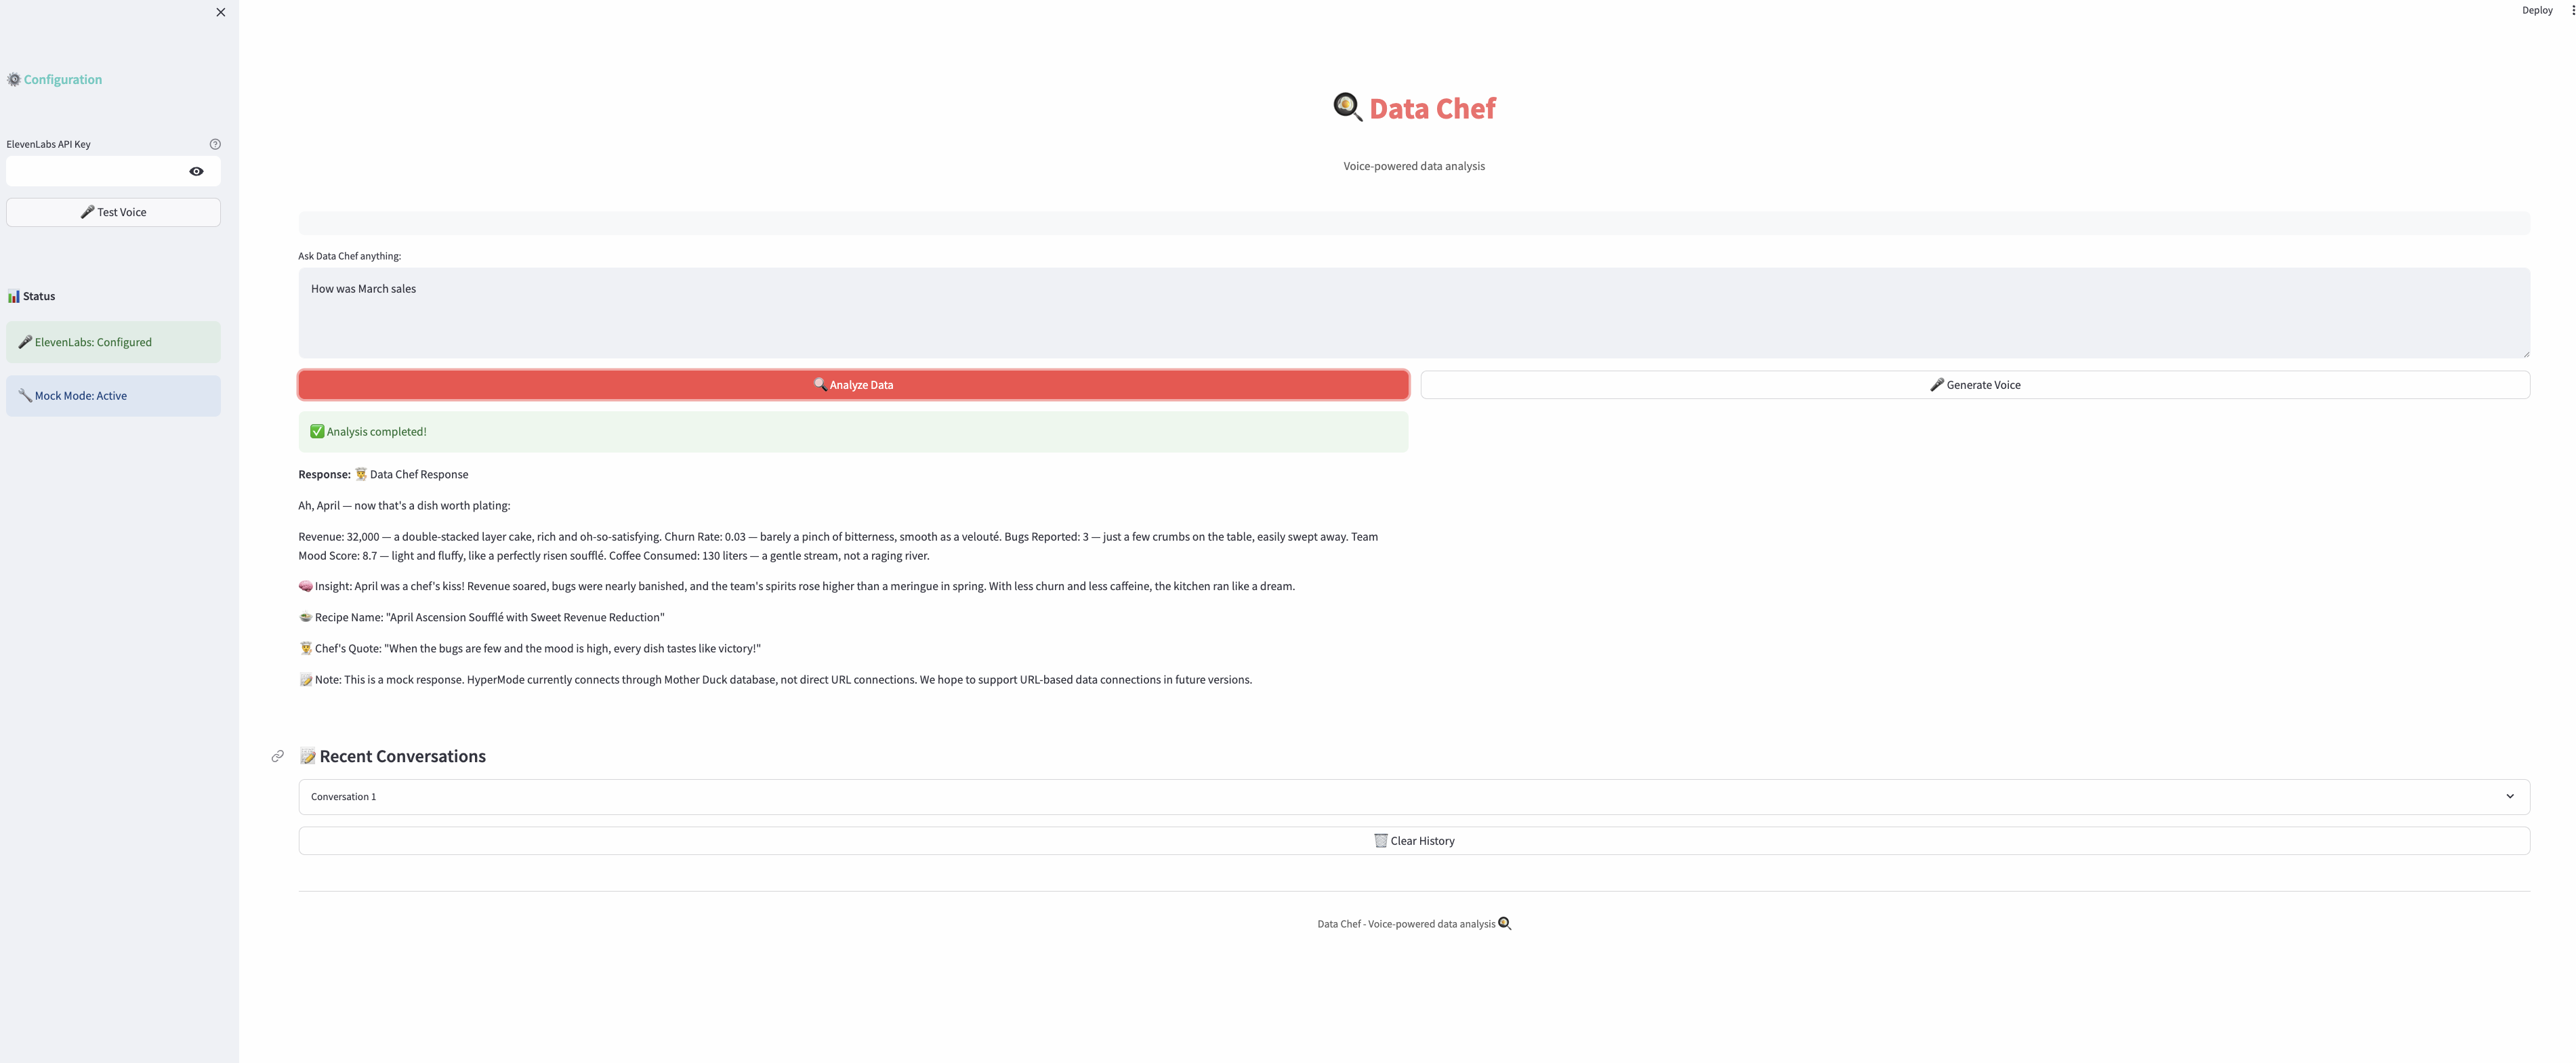 Deploy
Configuration
ElevenLabs API Key
Test Voice
Status
ElevenLabs: Configured
Mock Mode: Active
Data Chef
Voice-powered data analysis
Ask Data Chef anything:
How was March sales
Analyze Data
Generate Voice
Analysis completed!
Response: Data Chef Response
Ah, April — now that's a dish worth plating:
Revenue: 32,000 — a double-stacked layer cake, rich and oh-so-satisfying. Churn Rate: 0.03 — barely a pinch of bitterness, smooth as a velouté. Bugs Reported: 3 — just a few crumbs on the table, easily swept away. Team
Mood Score: 8.7 — light and fluffy, like a perfectly risen soufflé. Coffee Consumed: 130 liters — a gentle stream, not a raging river.
Insight: April was a chef's kiss! Revenue soared, bugs were nearly banished, and the team's spirits rose higher than a meringue in spring. With less churn and less caffeine, the kitchen ran like a dream.
Recipe Name: "April Ascension Soufflé with Sweet Revenue Reduction"
Chef's Quote: "When the bugs are few and the mood is high, every dish tastes like victory!"
Note: This is a mock response. HyperMode currently connects through Mother Duck database, not direct URL connections. We hope to support URL-based data connections in future versions.
Recent Conversations
Conversation 1
Clear History
Data Chef - Voice-powered data analysis